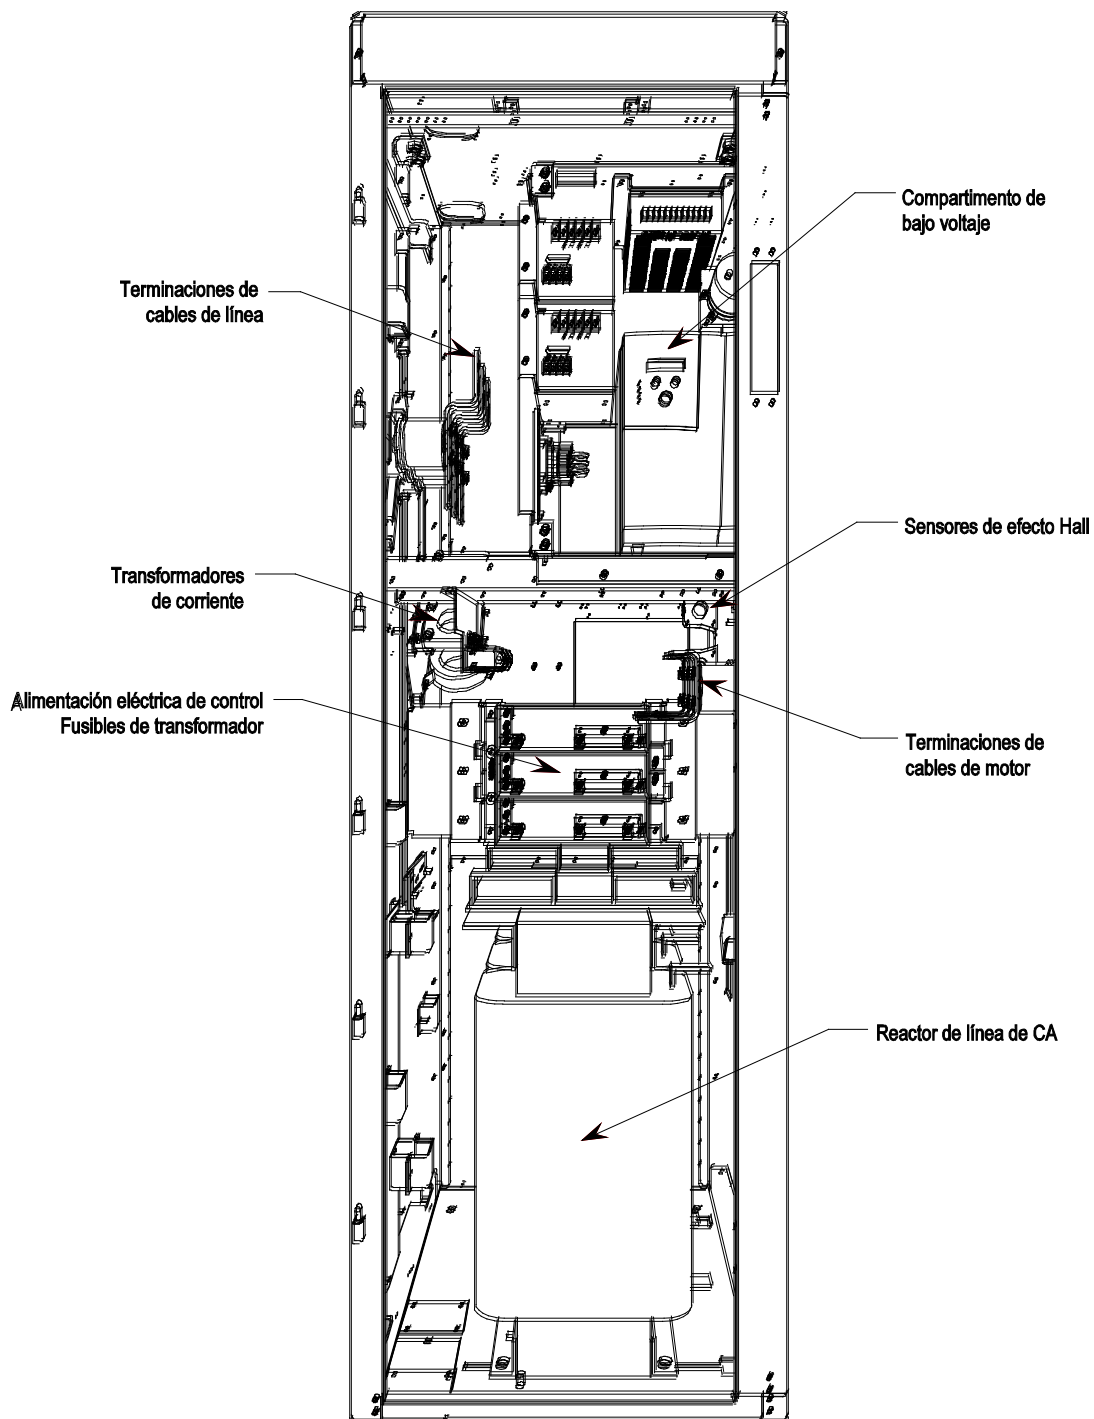 Compartimento de
bajo voltaje
Terminaciones de
cables de línea
Sensores de efecto Hall
Transformadores
de corriente
Alimentación eléctrica de control
Fusibles de transformador
Terminaciones de
cables de motor
Reactor de línea de CA